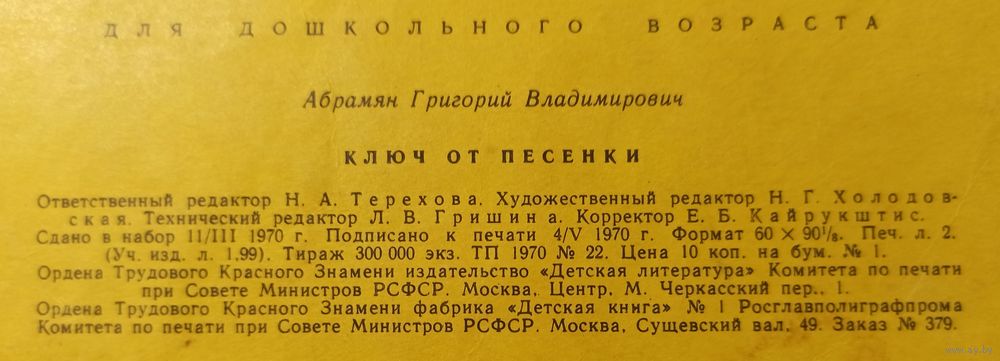 ДЛЯ ДОШКОЛЬНОГО ВОЗРАСТА
Абрамян Григорий Владимирович
КЛЮЧ ОТ ПЕСЕНКИ
Ответственный редактор Н. А. Терехова. Художественный редактор Н. Г. Холодов-
ская. Технический редактор Л. В. Гришина. Корректор Е. Б. Кайрукштис.
Сдано в набор 11/III 1970 г. Подписано к печати 4/V 1970 г. Формат 60 × 90¹/₈. Печ. л. 2.
(Уч. изд. л. 1.99). Тираж 300 000 экз. ТП 1970 № 22. Цена 10 коп. на бум. № 1.
Ордена Трудового Красного Знамени издательство «Детская литература» Комитета по печати
при Совете Министров РСФСР. Москва, Центр, М. Черкасский пер., 1.
Ордена Трудового Красного Знамени фабрика «Детская книга» № 1 Росглавполиграфпрома
Комитета по печати при Совете Министров РСФСР. Москва, Сущевский вал, 49. Заказ № 379.
www.ay.by